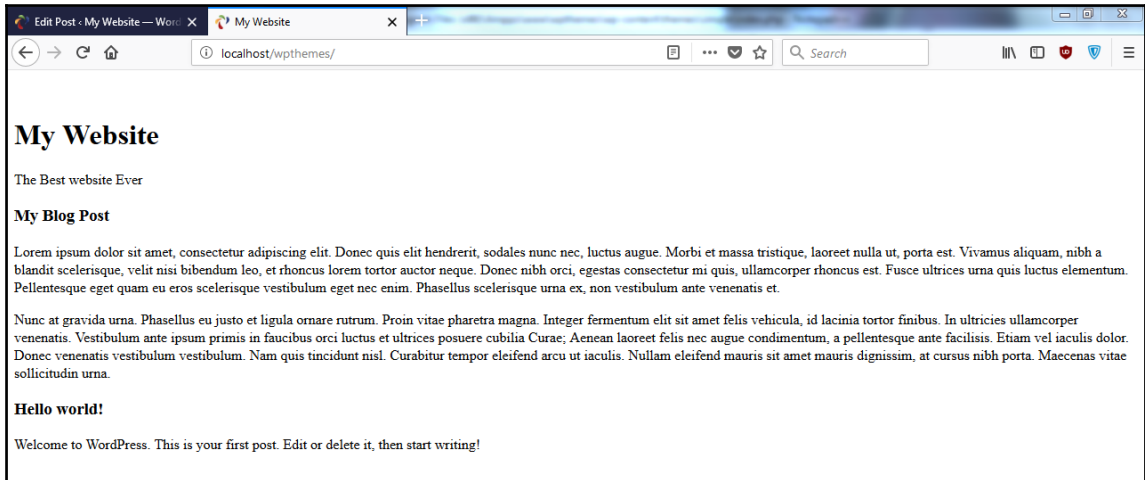 Edit Post ‹ My Website — Word
My Website
localhost/wpthemes/
Search
My Website
The Best website Ever
My Blog Post
Lorem ipsum dolor sit amet, consectetur adipiscing elit. Donec quis elit hendrerit, sodales nunc nec, luctus augue. Morbi et massa tristique, laoreet nulla ut, porta est. Vivamus aliquam, nibh a
blandit scelerisque, velit nisi bibendum leo, et rhoncus lorem tortor auctor neque. Donec nibh orci, egestas consectetur mi quis, ullamcorper rhoncus est. Fusce ultrices urna quis luctus elementum.
Pellentesque eget quam eu eros scelerisque vestibulum eget nec enim. Phasellus scelerisque urna ex, non vestibulum ante venenatis et.
Nunc at gravida urna. Phasellus eu justo et ligula ornare rutrum. Proin vitae pharetra magna. Integer fermentum elit sit amet felis vehicula, id lacinia tortor finibus. In ultricies ullamcorper
venenatis. Vestibulum ante ipsum primis in faucibus orci luctus et ultrices posuere cubilia Curae; Aenean laoreet felis nec augue condimentum, a pellentesque ante facilisis. Etiam vel iaculis dolor.
Donec venenatis vestibulum vestibulum. Nam quis tincidunt nisl. Curabitur tempor eleifend arcu ut iaculis. Nullam eleifend mauris sit amet mauris dignissim, at cursus nibh porta. Maecenas vitae
sollicitudin urna.
Hello world!
Welcome to WordPress. This is your first post. Edit or delete it, then start writing!